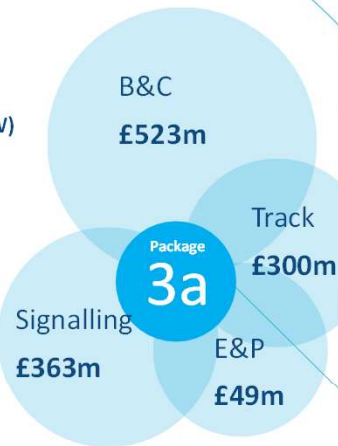 B&C
£523m
Track
£300m
Package
3a
Signalling
£363m
E&P
£49m